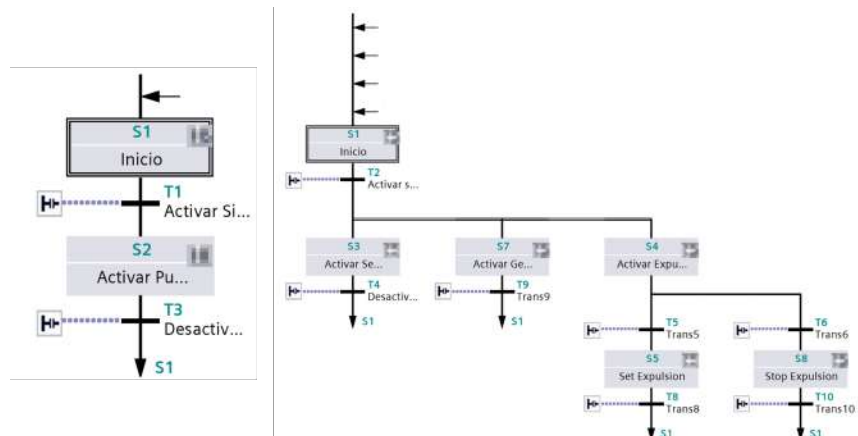 S1
Inicio
T1
Activar Si...
S2
Activar Pu...
T3
Desactiv...
S1
S1
Inicio
T2
Activar s...
S3
Activar Se...
S7
Activar Ge...
S4
Activar Expu...
T4
Desactiv...
S1
T9
Trans9
S1
T5
Trans5
T6
Trans6
S5
Set Expulsion
S8
Stop Expulsion
T8
Trans8
S1
T10
Trans10
S1